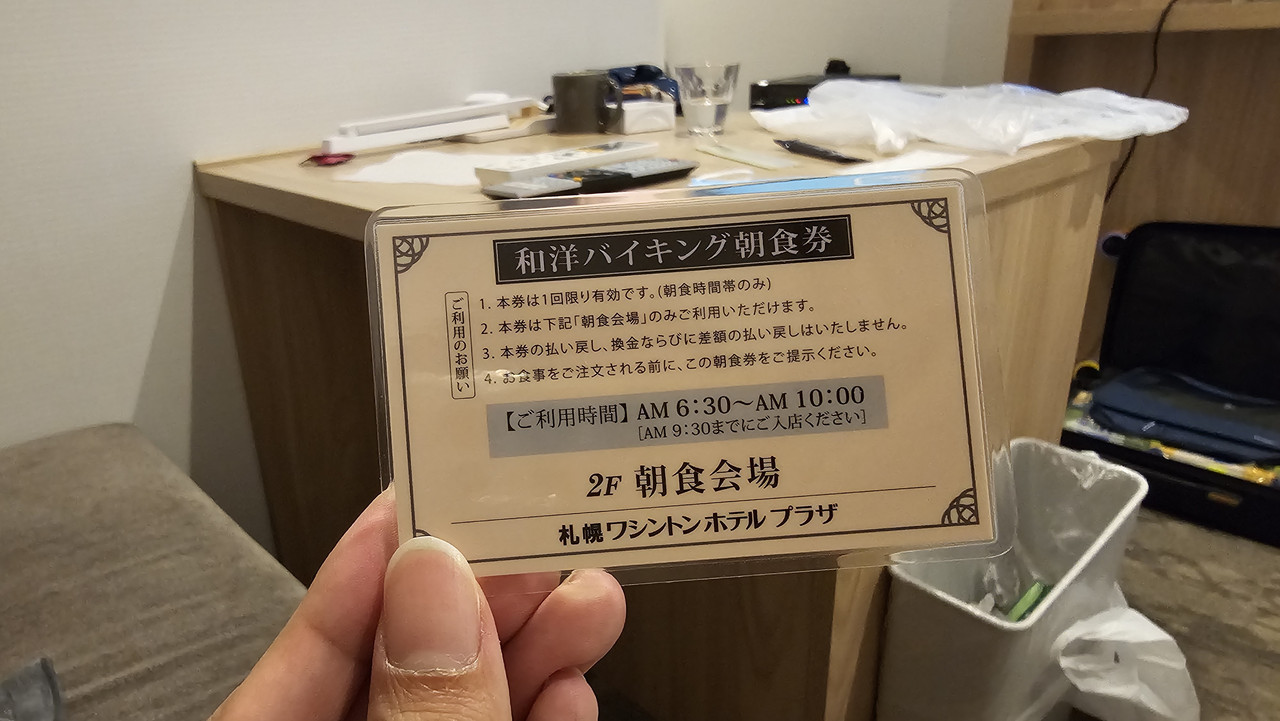 和洋バイキング朝食券
ご利用のお願い
1. 本券は1回限り有効です。(朝食時間帯のみ)
2. 本券は下記「朝食会場」のみご利用いただけます。
3. 本券の払い戻し、換金ならびに差額の払い戻しはいたしません。
4. お食事をご注文される前に、この朝食券をご提示ください。
【ご利用時間】 AM 6:30〜AM 10:00
[AM 9:30までにご入店ください]
2F 朝食会場
札幌ワシントンホテルプラザ